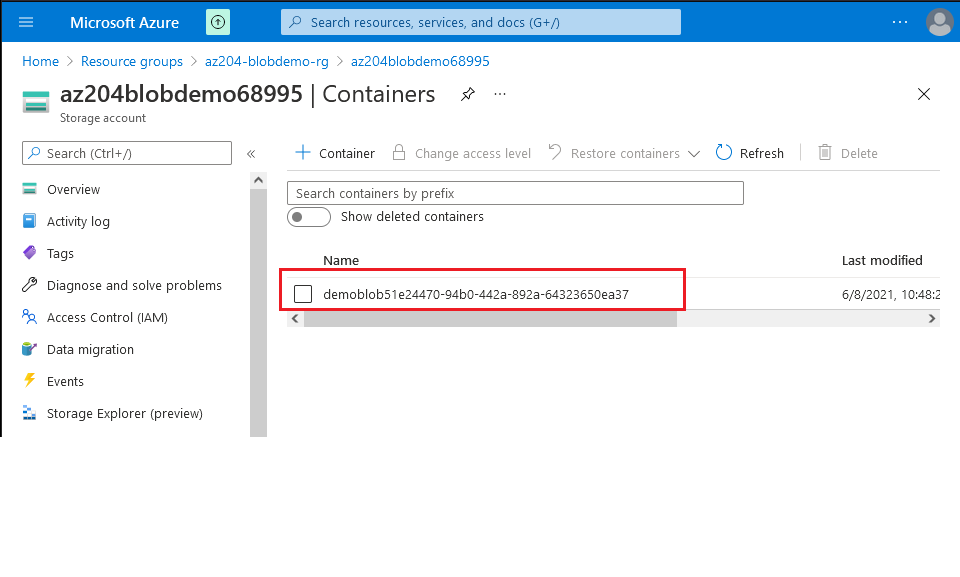 Microsoft Azure
Search resources, services, and docs (G+/)
Home > Resource groups > az204-blobdemo-rg > az204blobdemo68995
az204blobdemo68995 | Containers
Storage account
Search (Ctrl+/)
Container Change access level Restore containers Refresh Delete
Search containers by prefix
Show deleted containers
Overview
Activity log
Tags
Diagnose and solve problems
Access Control (IAM)
Data migration
Events
Storage Explorer (preview)
Name Last modified
demoblob51e24470-94b0-442a-892a-64323650ea37 6/8/2021, 10:48:2